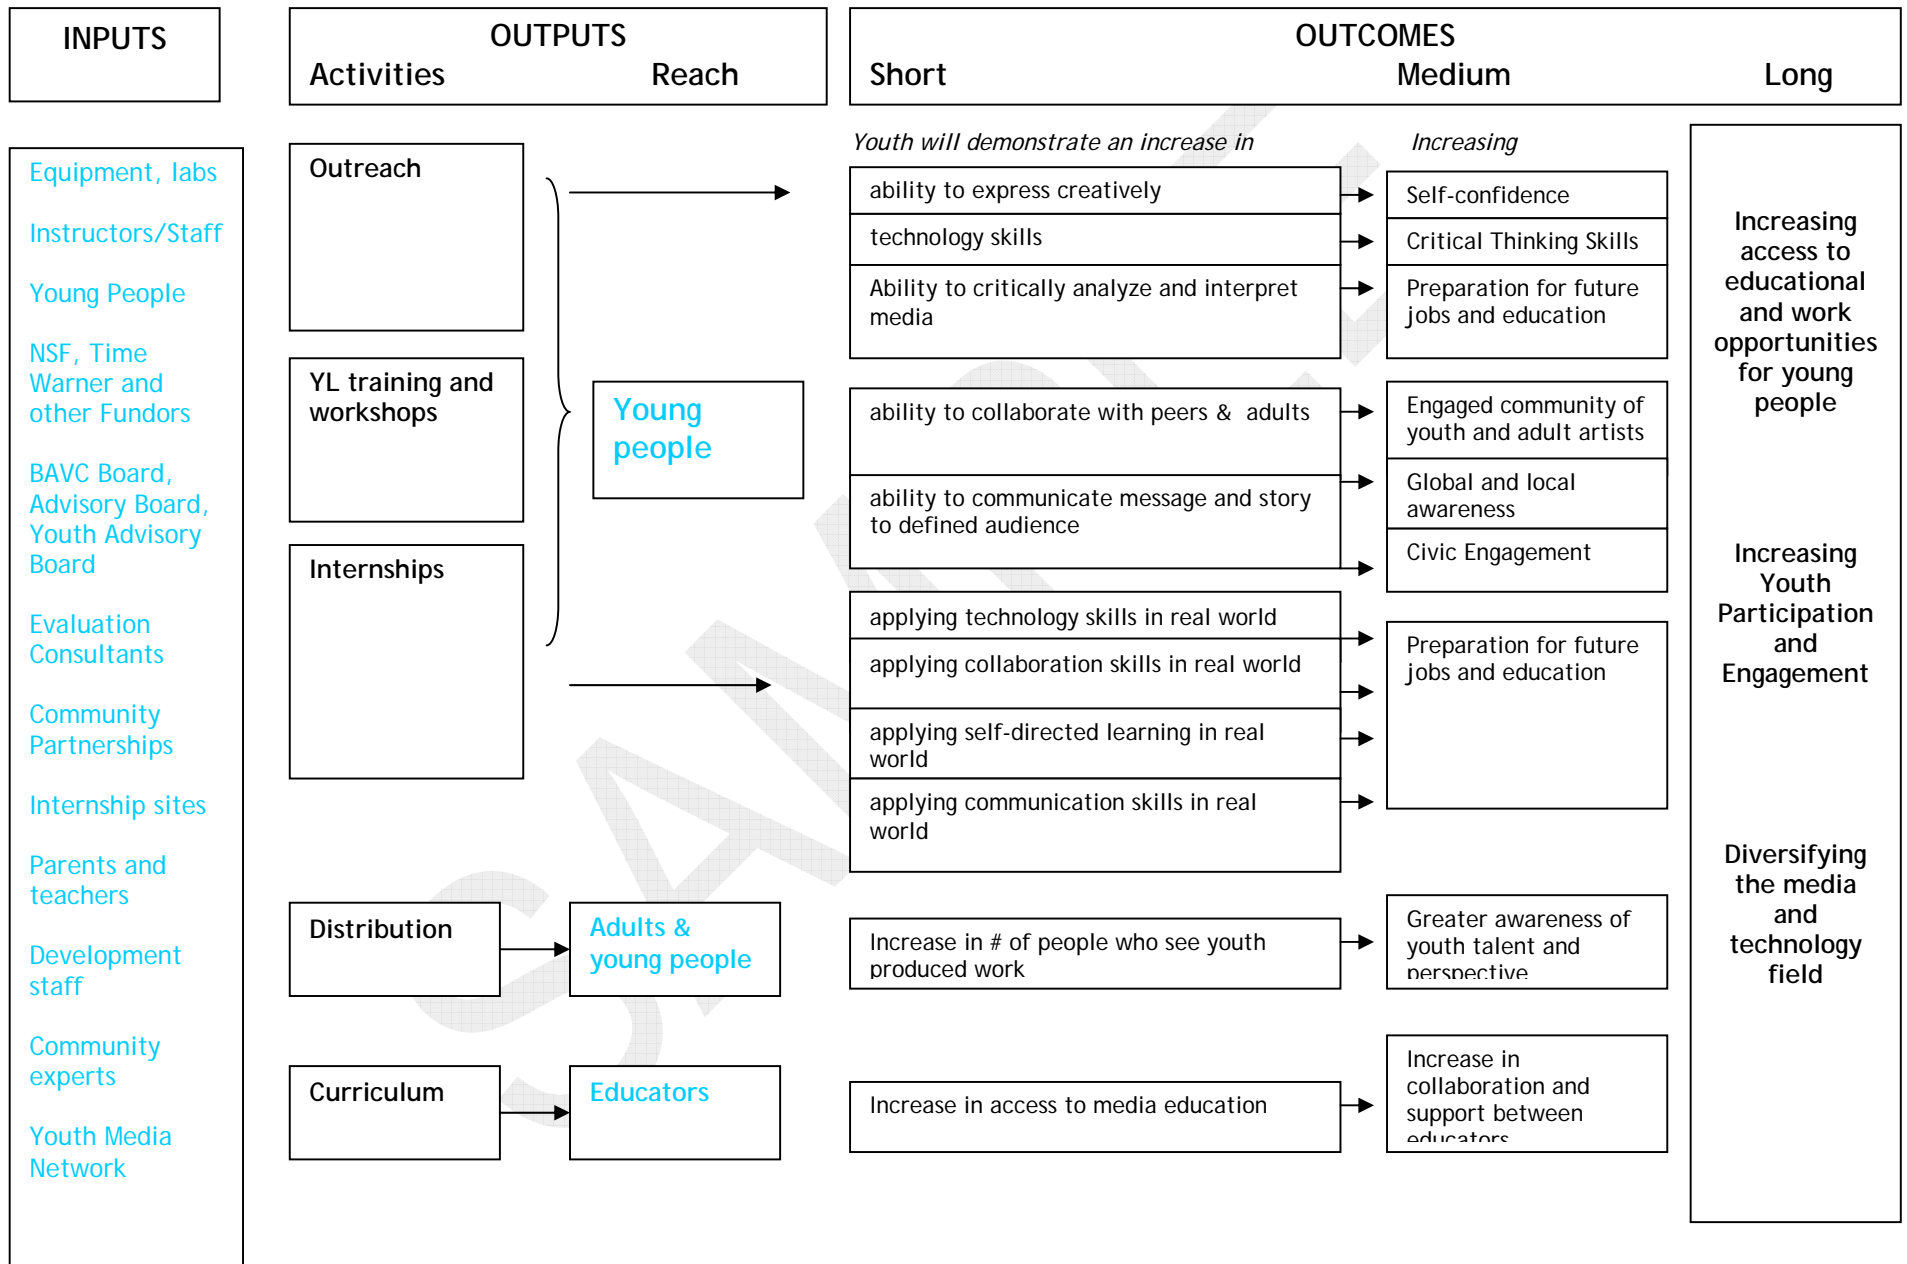 INPUTS
OUTPUTS
Activities Reach
OUTCOMES
Short Medium Long
Equipment, labs
Instructors/Staff
Young People
NSF, Time
Warner and
other Fundors
BAVC Board,
Advisory Board,
Youth Advisory
Board
Evaluation
Consultants
Community
Partnerships
Internship sites
Parents and
teachers
Development
staff
Community
experts
Youth Media
Network
Outreach
YL training and
workshops
Internships
Young
people
Distribution
Adults &
young people
Curriculum
Educators
Youth will demonstrate an increase in
ability to express creatively
technology skills
Ability to critically analyze and interpret
media
ability to collaborate with peers & adults
ability to communicate message and story
to defined audience
applying technology skills in real world
applying collaboration skills in real world
applying self-directed learning in real
world
applying communication skills in real
world
Increase in # of people who see youth
produced work
Increase in access to media education
Increasing
Self-confidence
Critical Thinking Skills
Preparation for future
jobs and education
Engaged community of
youth and adult artists
Global and local
awareness
Civic Engagement
Preparation for future
jobs and education
Greater awareness of
youth talent and
perspective
Increase in
collaboration and
support between
educators
Increasing
access to
educational
and work
opportunities
for young
people
Increasing
Youth
Participation
and
Engagement
Diversifying
the media
and
technology
field
SAMPLE